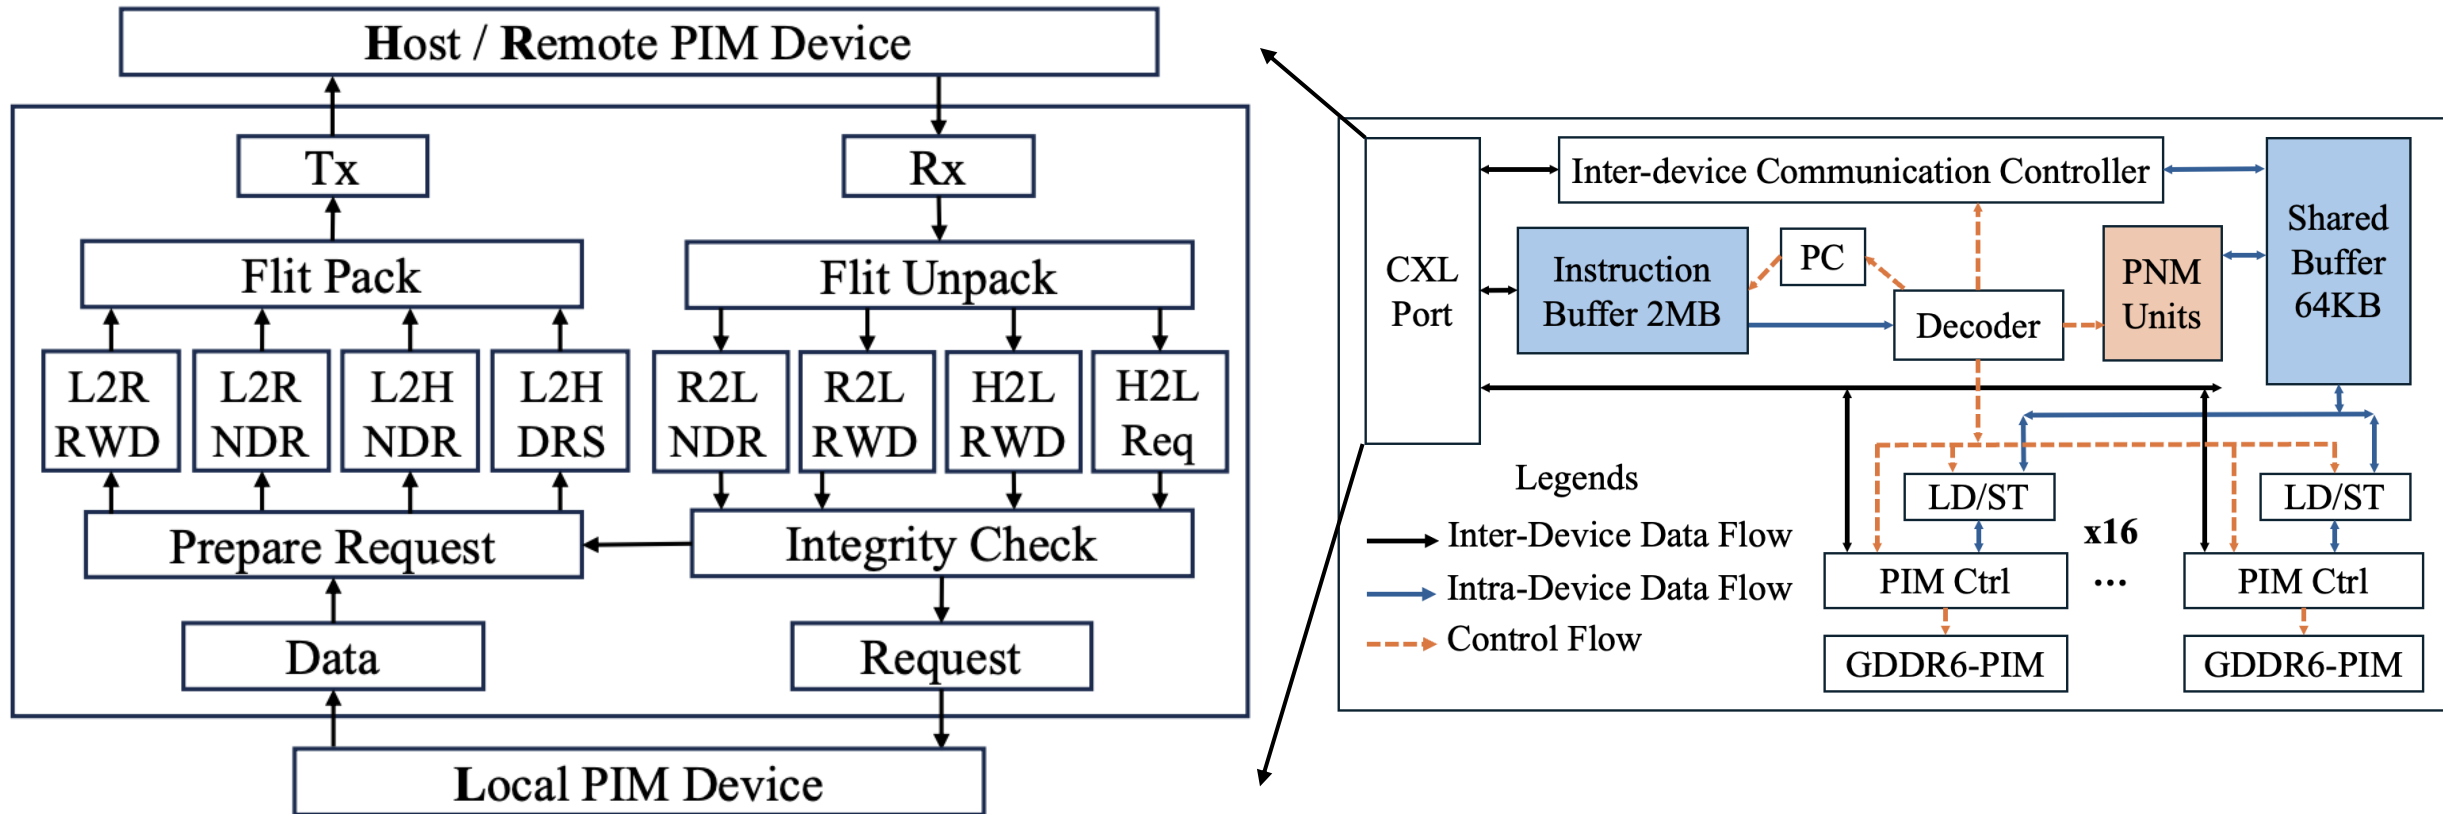 Host / Remote PIM Device
Tx
Rx
Flit Pack
Flit Unpack
L2R
RWD
L2R
NDR
L2H
NDR
L2H
DRS
R2L
NDR
R2L
RWD
H2L
RWD
H2L
Req
Prepare Request
Integrity Check
Data
Request
Local PIM Device
CXL
Port
Inter-device Communication Controller
Shared
Buffer
64KB
Instruction
Buffer 2MB
PC
Decoder
PNM
Units
Legends
Inter-Device Data Flow
Intra-Device Data Flow
Control Flow
LD/ST
x16
LD/ST
PIM Ctrl
...
PIM Ctrl
GDDR6-PIM
GDDR6-PIM